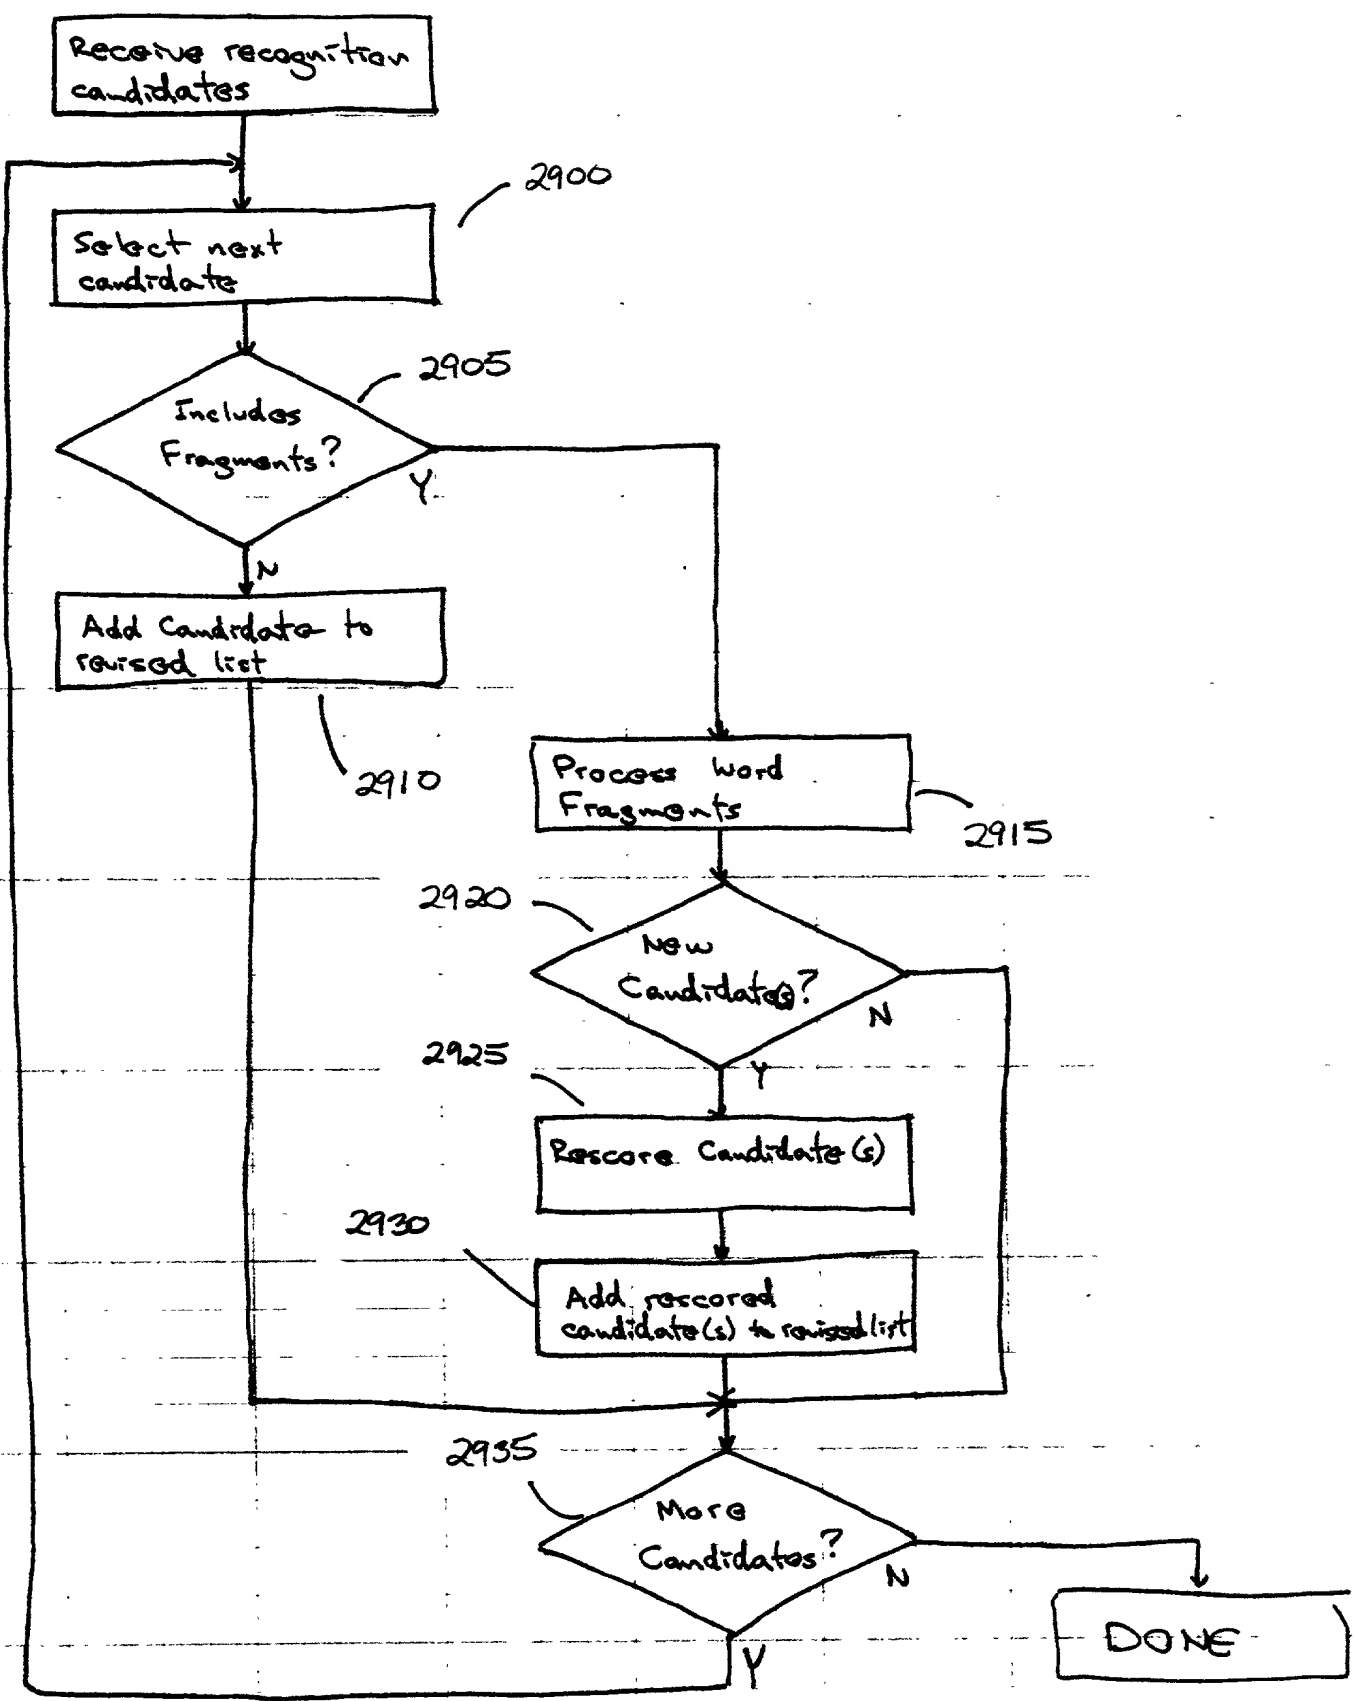 Receive recognition
candidates
2900
Select next
candidate
2905
Includes
Fragments?
Y
N
Add Candidate to
revised list
2910
Process Word
Fragments
2915
2920
New
Candidate(s)?
N
Y
2925
Rescore Candidate(s)
2930
Add rescored
candidate(s) to revised list
2935
More
Candidates?
N
Y
DONE